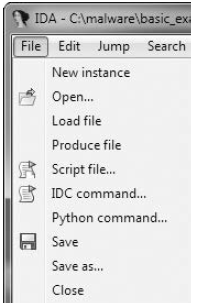 IDA - C:\malware\basic_exa
File Edit Jump Search
New instance
Open...
Load file
Produce file
Script file...
IDC command...
Python command...
Save
Save as...
Close